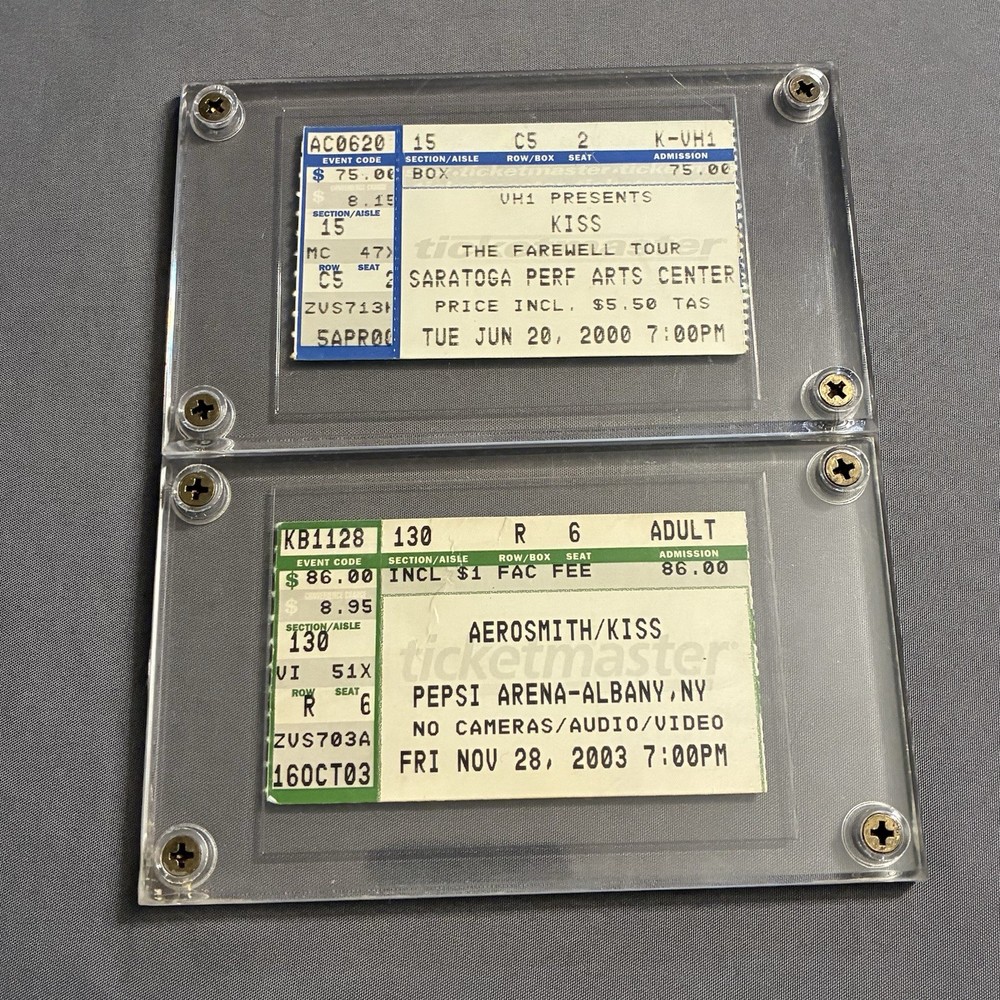 AC0620 15 C5 2 K-VH1
EVENT CODE SECTION/AISLE ROW/BOX SEAT ADMISSION
$ 75.00 BOX 75.00
$ 8.15
VH1 PRESENTS
SECTION/AISLE
15
KISS
ticketmaster
MC 47X
THE FAREWELL TOUR
ROW SEAT
C5 2
SARATOGA PERF ARTS CENTER
ZVS713
PRICE INCL. $5.50 TAS
5APR00
TUE JUN 20, 2000 7:00PM
KB1128 130 R 6 ADULT
EVENT CODE SECTION/AISLE ROW/BOX SEAT ADMISSION
$ 86.00 INCL $1 FAC FEE 86.00
$ 8.95
SECTION/AISLE
130
AEROSMITH/KISS
ticketmaster
VI 51X
ROW SEAT
R 6
PEPSI ARENA-ALBANY,NY
ZVS703A
NO CAMERAS/AUDIO/VIDEO
16OCT03
FRI NOV 28, 2003 7:00PM